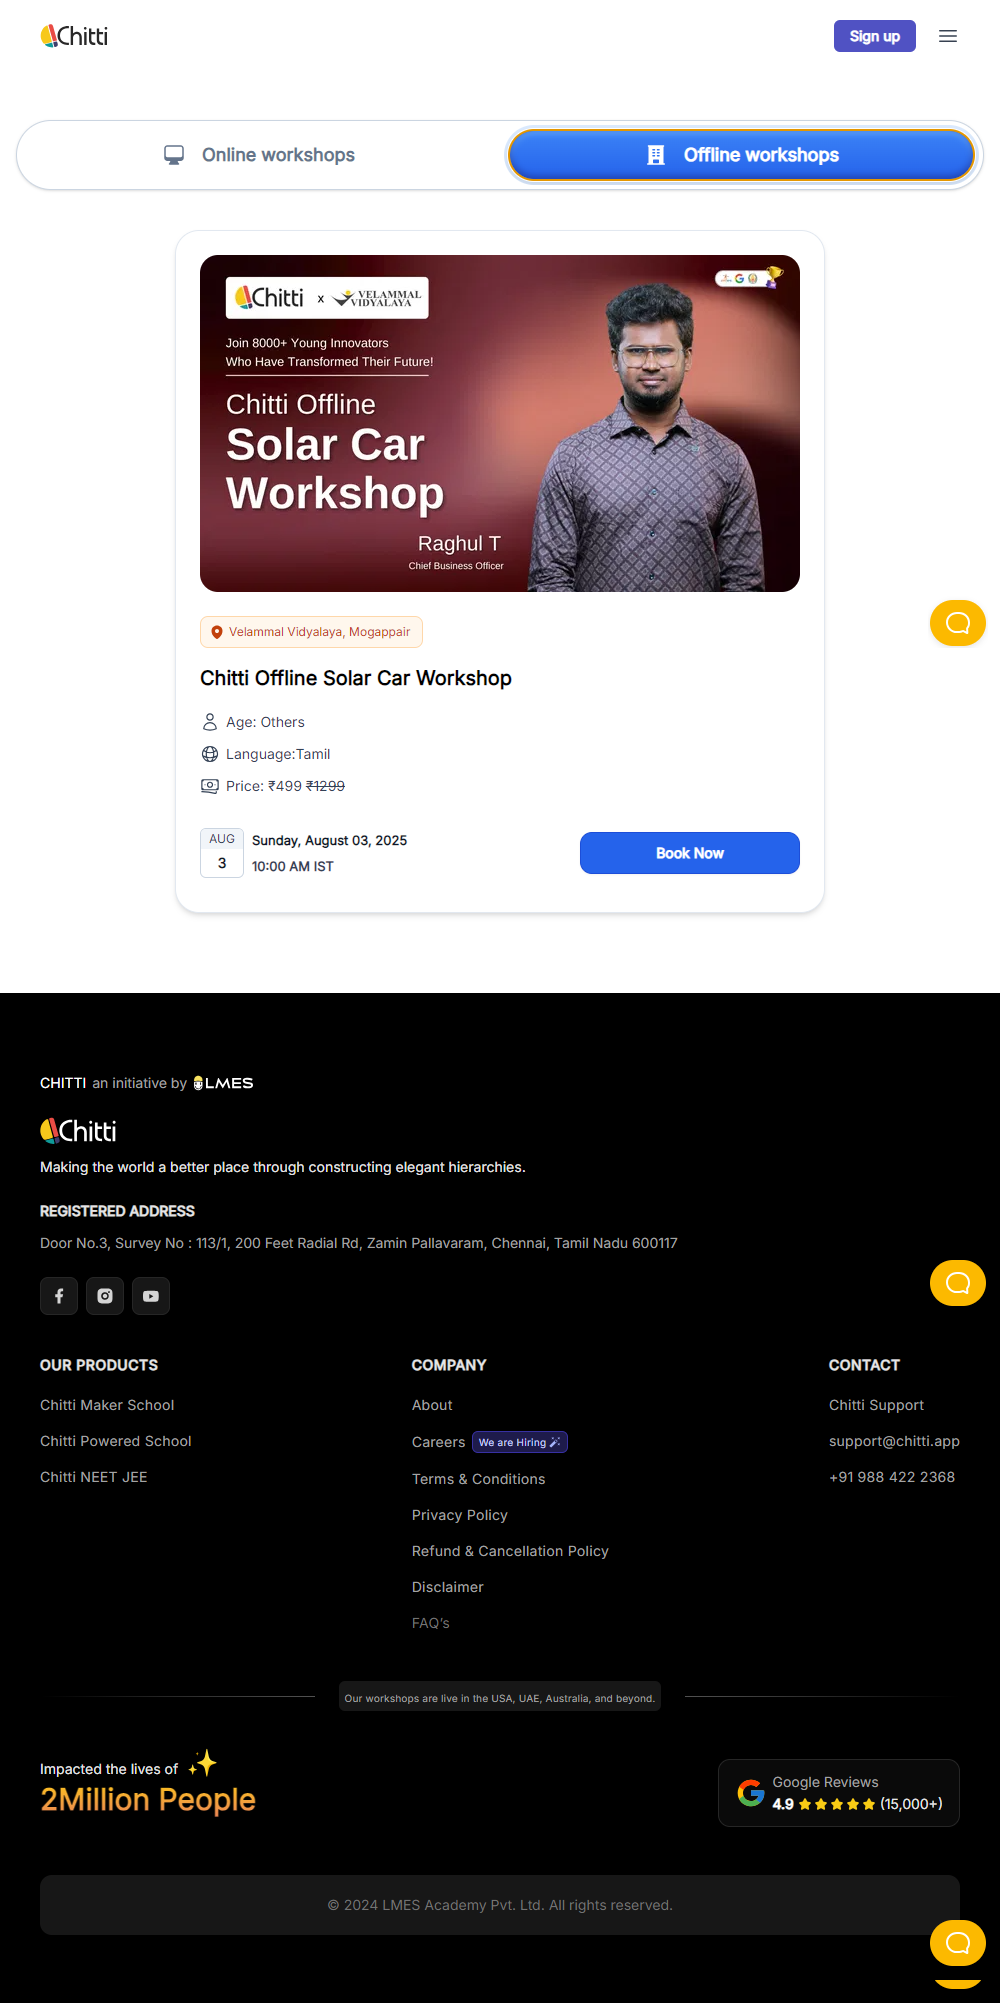 Chitti
Sign up
Online workshops
Offline workshops
Chitti x VELAMMAL VIDYALAYA
Join 8000+ Young Innovators
Who Have Transformed Their Future!
Chitti Offline
Solar Car
Workshop
Raghul T
Chief Business Officer
Velammal Vidyalaya, Mogappair
Chitti Offline Solar Car Workshop
Age: Others
Language:Tamil
Price: ₹499 ₹1299
AUG
3
Sunday, August 03, 2025
10:00 AM IST
Book Now
CHITTI an initiative by LMES
Chitti
Making the world a better place through constructing elegant hierarchies.
REGISTERED ADDRESS
Door No.3, Survey No : 113/1, 200 Feet Radial Rd, Zamin Pallavaram, Chennai, Tamil Nadu 600117
OUR PRODUCTS
Chitti Maker School
Chitti Powered School
Chitti NEET JEE
COMPANY
About
Careers We are Hiring
Terms & Conditions
Privacy Policy
Refund & Cancellation Policy
Disclaimer
FAQ's
CONTACT
Chitti Support
support@chitti.app
+91 988 422 2368
Our workshops are live in the USA, UAE, Australia, and beyond.
Impacted the lives of
2Million People
Google Reviews
4.9 (15,000+)
© 2024 LMES Academy Pvt. Ltd. All rights reserved.